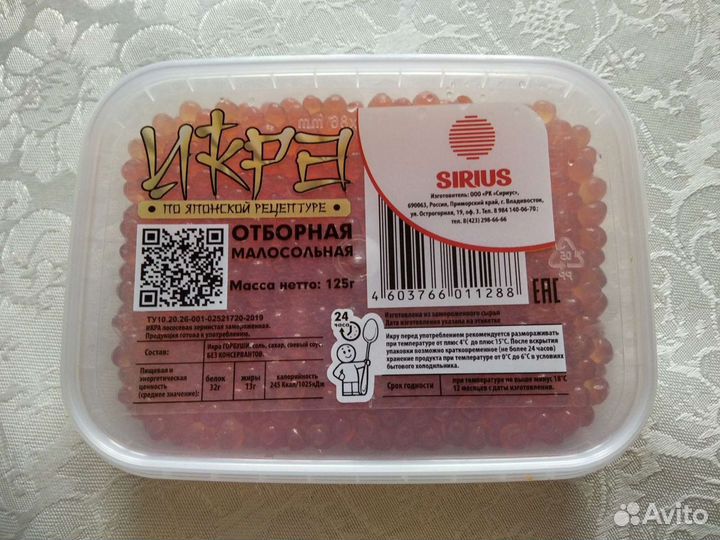 ИКРА
• ПО ЯПОНСКОЙ РЕЦЕПТУРЕ •
ОТБОРНАЯ
МАЛОСОЛЬНАЯ
Масса нетто: 125г
SIRIUS
Изготовитель: ООО «РК «Сириус»,
690063, Россия, Приморский край, г. Владивосток,
ул. Острогорная, 19, оф. 3. Тел. 8 984 140-06-70;
тел. 8(423) 298-66-66
4 603766 011288
EAC
05
PP
ТУ10.20.26-001-02521720-2019
ИКРА лососевая зернистая замороженная.
Продукция готова к употреблению.
Состав:
Икра ГОРБУШИ, соль, сахар, соевый соус.
БЕЗ КОНСЕРВАНТОВ.
Пищевая и
энергетическая
ценность
(среднее значение):
белок
32г
жиры
13г
калорийность
245 Ккал/1025кДж
24
часа
Изготовлена из замороженного сырья
Дата изготовления указана на этикетке
Икру перед употреблением рекомендуется размораживать
при температуре от плюс 4°С до плюс 15°С. После вскрытия
упаковки возможно кратковременное (не более 24 часов)
хранение продукта при температуре от 0°С до 6°С в условиях
бытового холодильника.
Срок годности
при температуре не выше минус 18°С
12 месяцев с даты изготовления.
Avito